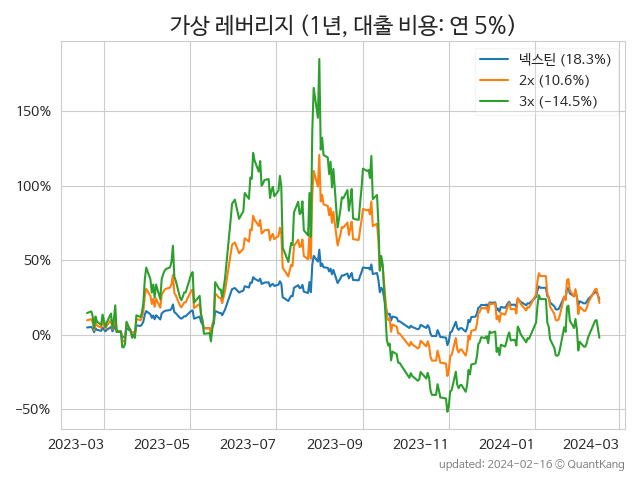 가상 레버리지 (1년, 대출 비용: 연 5%)
넥스틴 (18.3%)
2x (10.6%)
3x (−14.5%)
150%
100%
50%
0%
−50%
2023−03 2023−05 2023−07 2023−09 2023−11 2024−01 2024−03
updated: 2024-02-16 © QuantKang